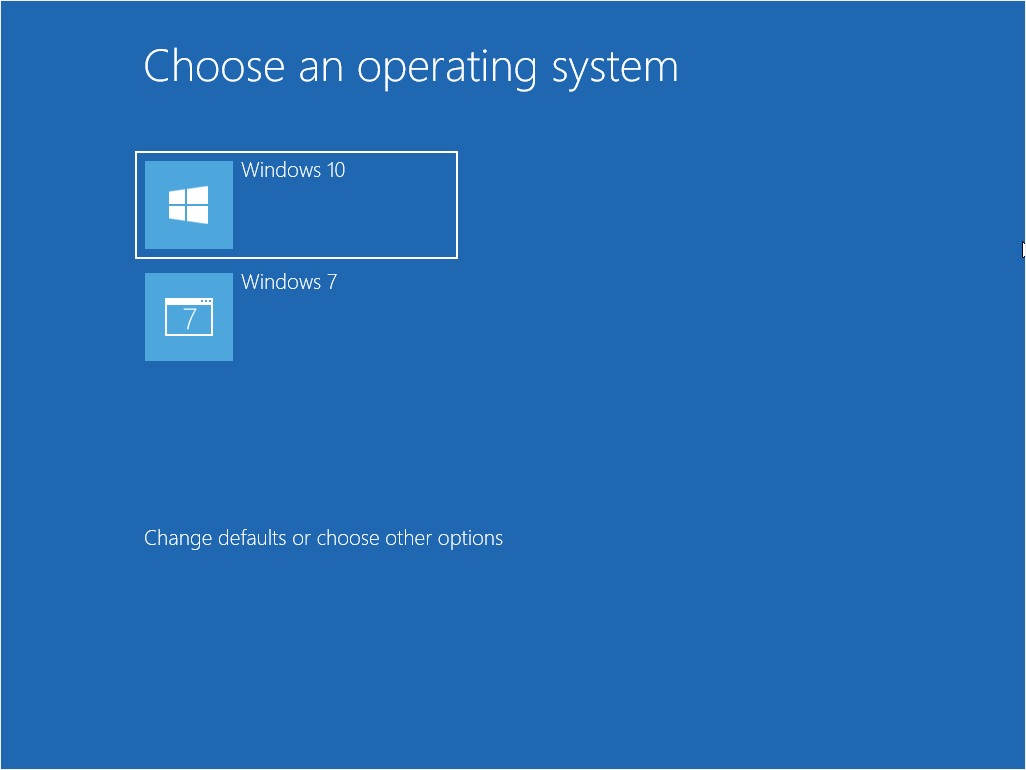 Choose an operating system
Windows 10
Windows 7
7
Change defaults or choose other options